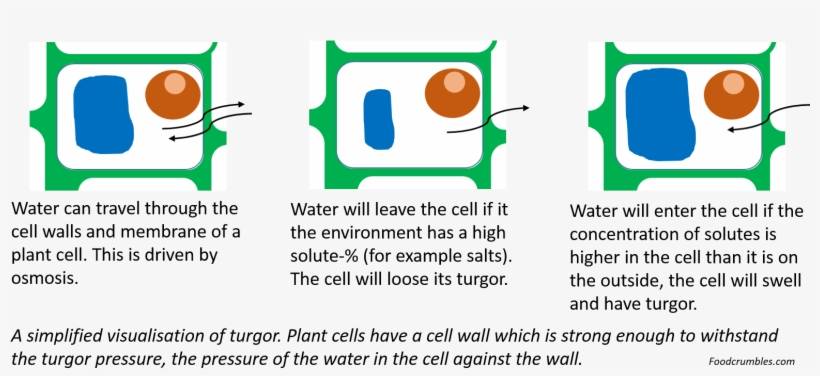 Water can travel through the
cell walls and membrane of a
plant cell. This is driven by
osmosis.
Water will leave the cell if it
the environment has a high
solute-% (for example salts).
The cell will loose its turgor.
Water will enter the cell if the
concentration of solutes is
higher in the cell than it is on
the outside, the cell will swell
and have turgor.
A simplified visualisation of turgor. Plant cells have a cell wall which is strong enough to withstand
the turgor pressure, the pressure of the water in the cell against the wall.
Foodcrumbles.com